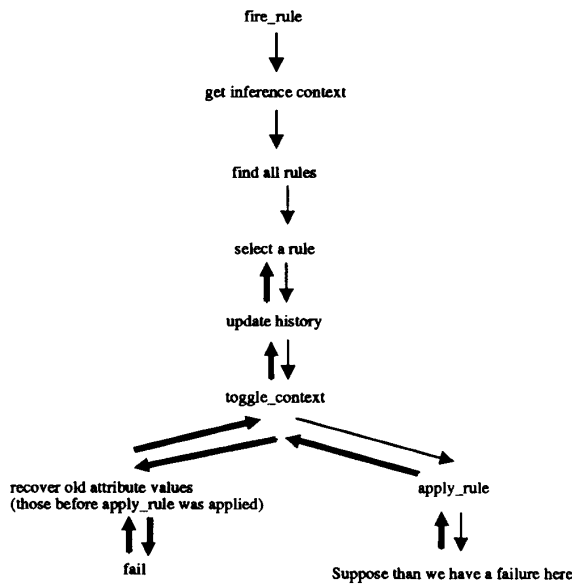 fire_rule
get inference context
find all rules
select a rule
update history
toggle_context
recover old attribute values
(those before apply_rule was applied)
apply_rule
fail
Suppose than we have a failure here